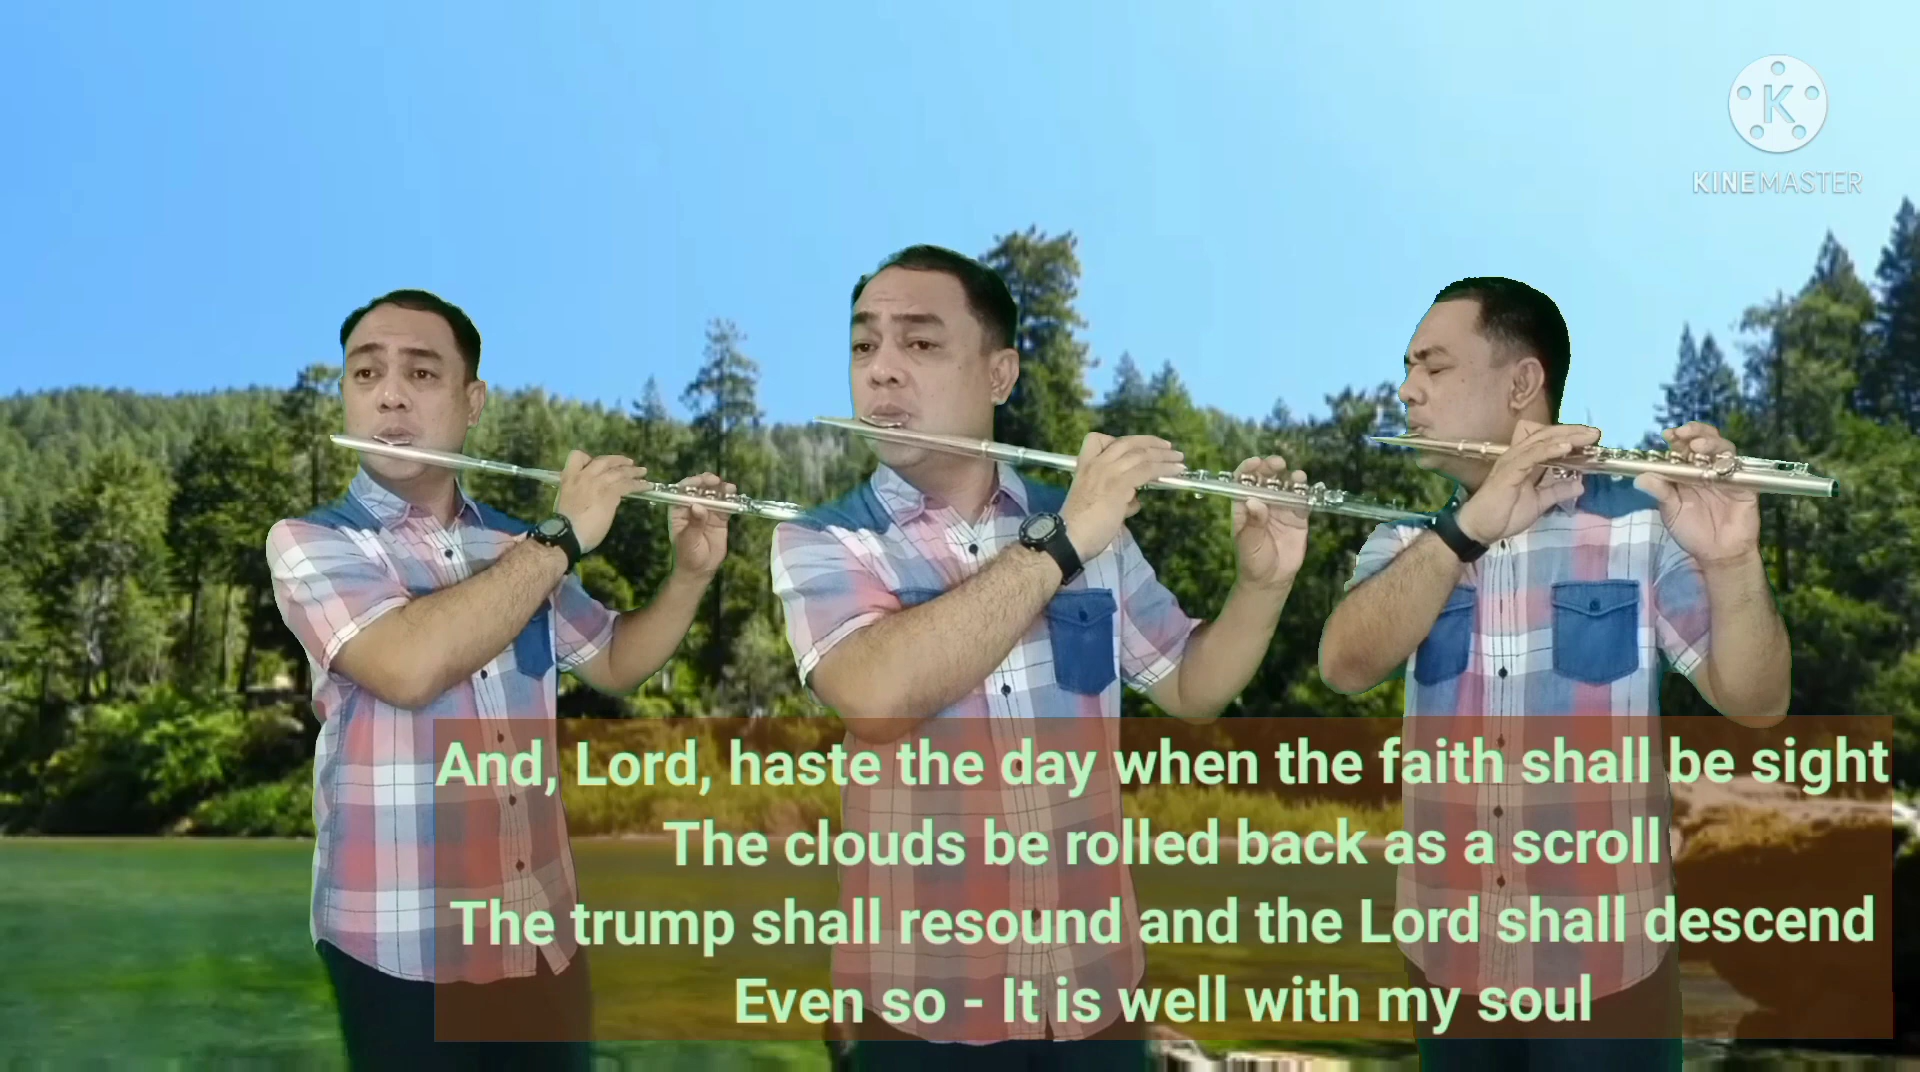 K
KINEMASTER
And, Lord, haste the day when the faith shall be sight
The clouds be rolled back as a scroll
The trump shall resound and the Lord shall descend
Even so - It is well with my soul